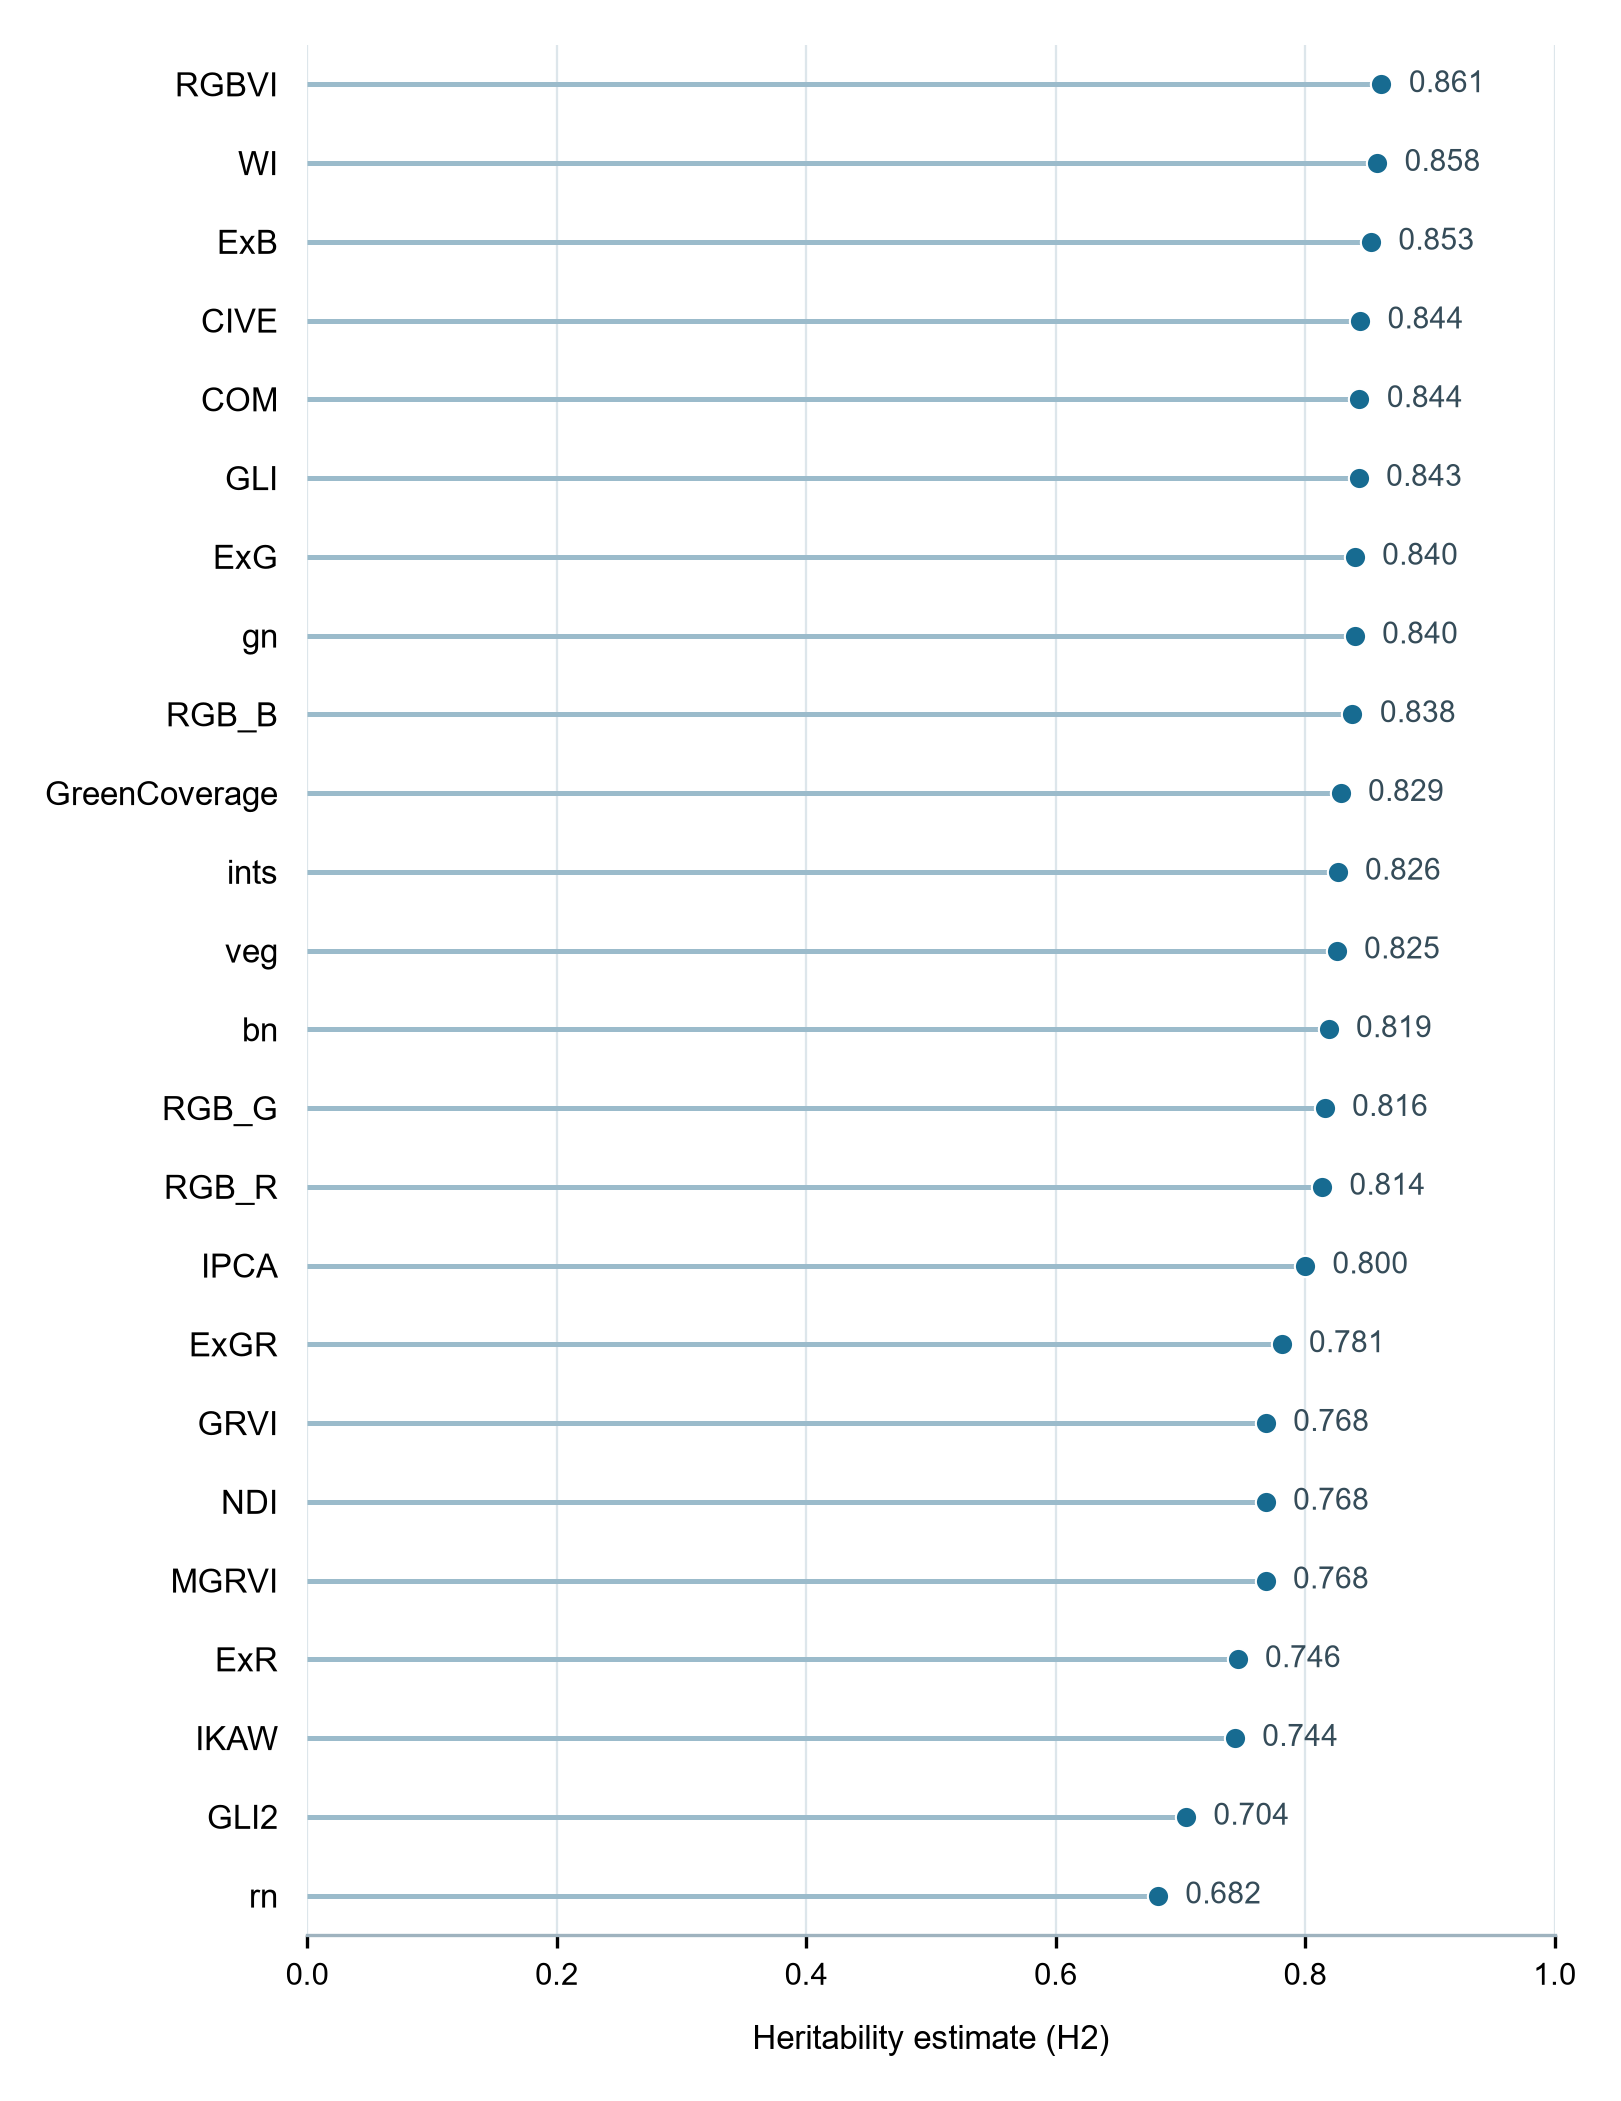 RGBVI 0.861
WI 0.858
ExB 0.853
CIVE 0.844
COM 0.844
GLI 0.843
ExG 0.840
gn 0.840
RGB_B 0.838
GreenCoverage 0.829
ints 0.826
veg 0.825
bn 0.819
RGB_G 0.816
RGB_R 0.814
IPCA 0.800
ExGR 0.781
GRVI 0.768
NDI 0.768
MGRVI 0.768
ExR 0.746
IKAW 0.744
GLI2 0.704
rn 0.682
0.0 0.2 0.4 0.6 0.8 1.0
Heritability estimate (H2)